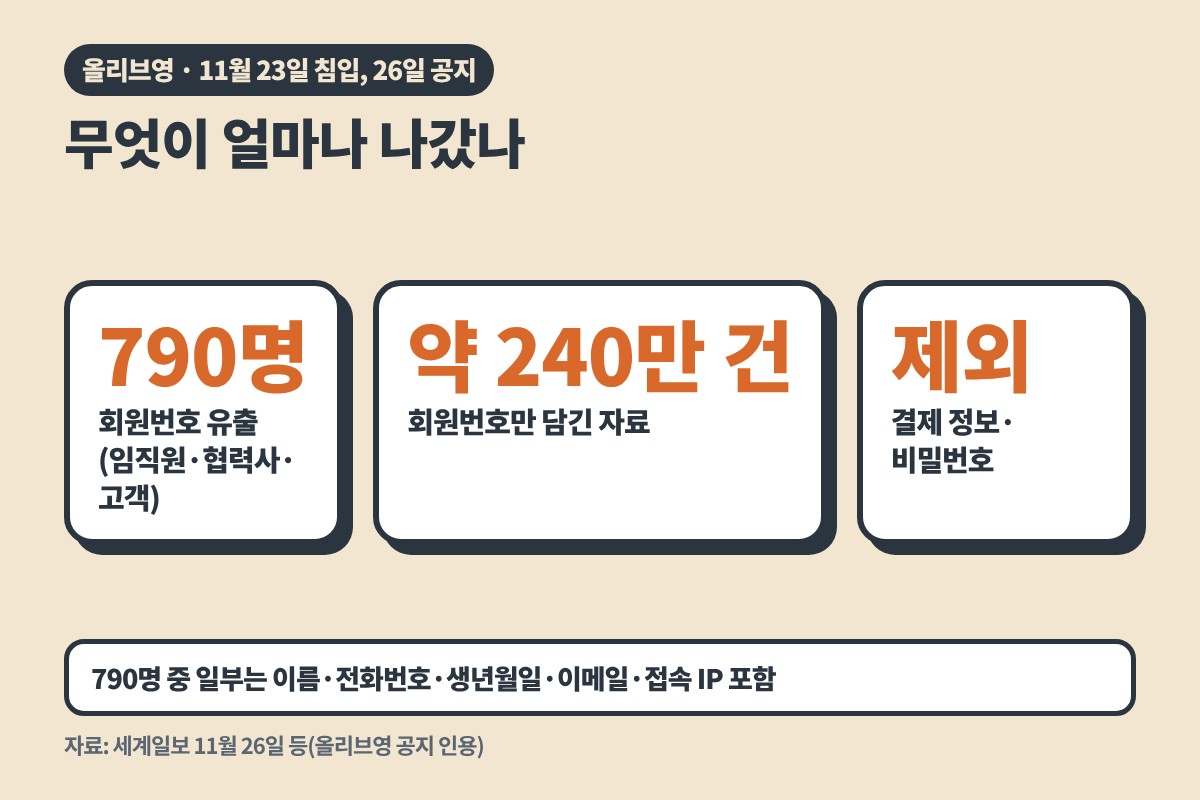 올리브영 · 11월 23일 침입, 26일 공지
무엇이 얼마나 나갔나
790명
회원번호 유출
(임직원·협력사·
고객)
약 240만 건
회원번호만 담긴 자료
제외
결제 정보·
비밀번호
790명 중 일부는 이름·전화번호·생년월일·이메일·접속 IP 포함
자료: 세계일보 11월 26일 등(올리브영 공지 인용)